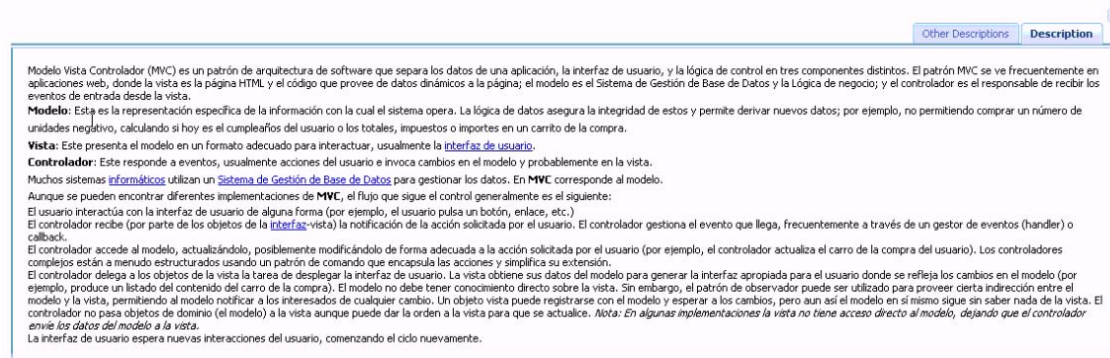 Other Descriptions
Description
Modelo Vista Controlador (MVC) es un patrón de arquitectura de software que separa los datos de una aplicación, la interfaz de usuario, y la lógica de control en tres componentes distintos. El patrón MVC se ve frecuentemente en
aplicaciones web, donde la vista es la página HTML y el código que provee de datos dinámicos a la página; el modelo es el Sistema de Gestión de Base de Datos y la Lógica de negocio; y el controlador es el responsable de recibir los
eventos de entrada desde la vista.
Modelo: Esta es la representación específica de la información con la cual el sistema opera. La lógica de datos asegura la integridad de estos y permite derivar nuevos datos; por ejemplo, no permitiendo comprar un número de
unidades negativo, calculando si hoy es el cumpleaños del usuario o los totales, impuestos o importes en un carrito de la compra.
Vista: Este presenta el modelo en un formato adecuado para interactuar, usualmente la interfaz de usuario.
Controlador: Este responde a eventos, usualmente acciones del usuario e invoca cambios en el modelo y probablemente en la vista.
Muchos sistemas informáticos utilizan un Sistema de Gestión de Base de Datos para gestionar los datos. En MVC corresponde al modelo.
Aunque se pueden encontrar diferentes implementaciones de MVC, el flujo que sigue el control generalmente es el siguiente:
El usuario interactúa con la interfaz de usuario de alguna forma (por ejemplo, el usuario pulsa un botón, enlace, etc.)
El controlador recibe (por parte de los objetos de la interfaz-vista) la notificación de la acción solicitada por el usuario. El controlador gestiona el evento que llega, frecuentemente a través de un gestor de eventos (handler) o
callback.
El controlador accede al modelo, actualizándolo, posiblemente modificándolo de forma adecuada a la acción solicitada por el usuario (por ejemplo, el controlador actualiza el carro de la compra del usuario). Los controladores
complejos están a menudo estructurados usando un patrón de comando que encapsula las acciones y simplifica su extensión.
El controlador delega a los objetos de la vista la tarea de desplegar la interfaz de usuario. La vista obtiene sus datos del modelo para generar la interfaz apropiada para el usuario donde se refleja los cambios en el modelo (por
ejemplo, produce un listado del contenido del carro de la compra). El modelo no debe tener conocimiento directo sobre la vista. Sin embargo, el patrón de observador puede ser utilizado para proveer cierta indirección entre el
modelo y la vista, permitiendo al modelo notificar a los interesados de cualquier cambio. Un objeto vista puede registrarse con el modelo y esperar a los cambios, pero aun así el modelo en sí mismo sigue sin saber nada de la vista. El
controlador no pasa objetos de dominio (el modelo) a la vista aunque puede dar la orden a la vista para que se actualice. Nota: En algunas implementaciones la vista no tiene acceso directo al modelo, dejando que el controlador
envíe los datos del modelo a la vista.
La interfaz de usuario espera nuevas interacciones del usuario, comenzando el ciclo nuevamente.